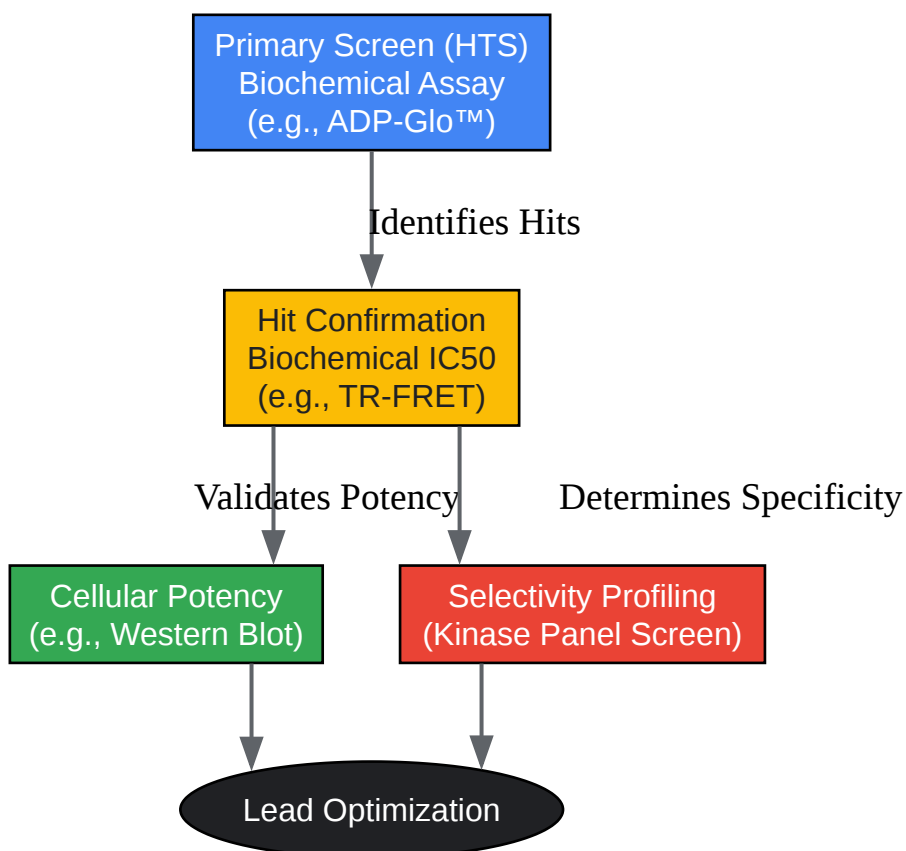 Primary Screen (HTS)
Biochemical Assay
(e.g., ADP-Glo™)
Identifies Hits
Hit Confirmation
Biochemical IC50
(e.g., TR-FRET)
Validates Potency
Determines Specificity
Cellular Potency
(e.g., Western Blot)
Selectivity Profiling
(Kinase Panel Screen)
Lead Optimization